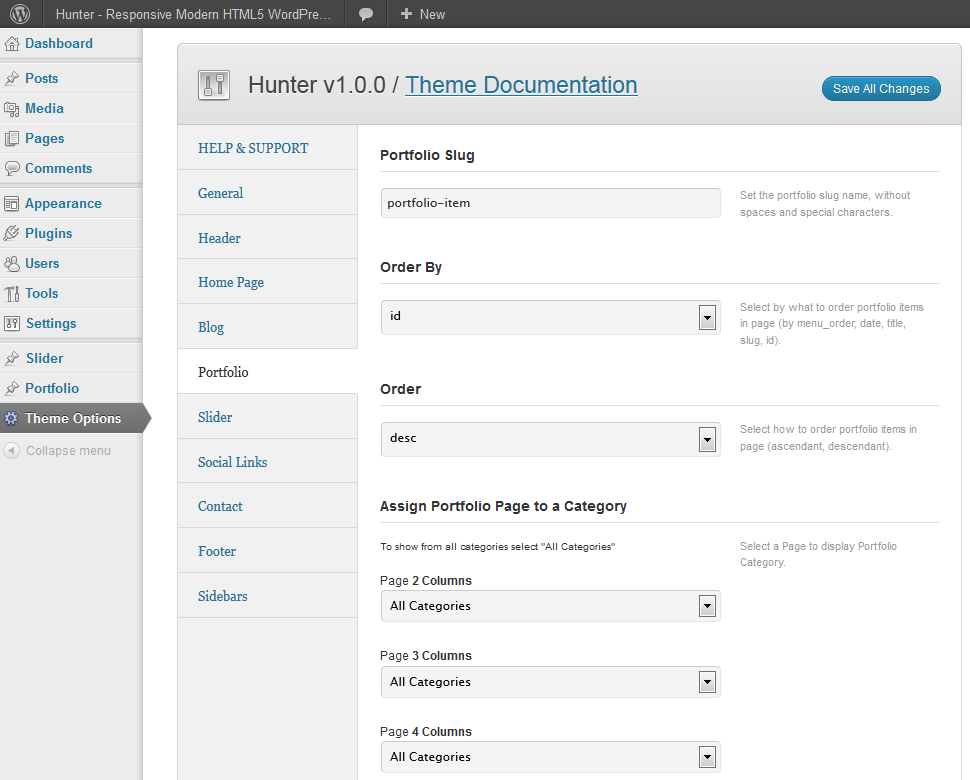 Hunter - Responsive Modern HTML5 WordPre...
New
Dashboard
Posts
Media
Pages
Comments
Appearance
Plugins
Users
Tools
Settings
Slider
Portfolio
Theme Options
Collapse menu
Hunter v1.0.0 / Theme Documentation
Save All Changes
HELP & SUPPORT
General
Header
Home Page
Blog
Portfolio
Slider
Social Links
Contact
Footer
Sidebars
Portfolio Slug
portfolio-item
Set the portfolio slug name, without
spaces and special characters.
Order By
id
Select by what to order portfolio items
in page (by menu_order, date, title,
slug, id).
Order
desc
Select how to order portfolio items in
page (ascendant, descendant).
Assign Portfolio Page to a Category
To show from all categories select "All Categories"
Select a Page to display Portfolio
Category.
Page 2 Columns
All Categories
Page 3 Columns
All Categories
Page 4 Columns
All Categories